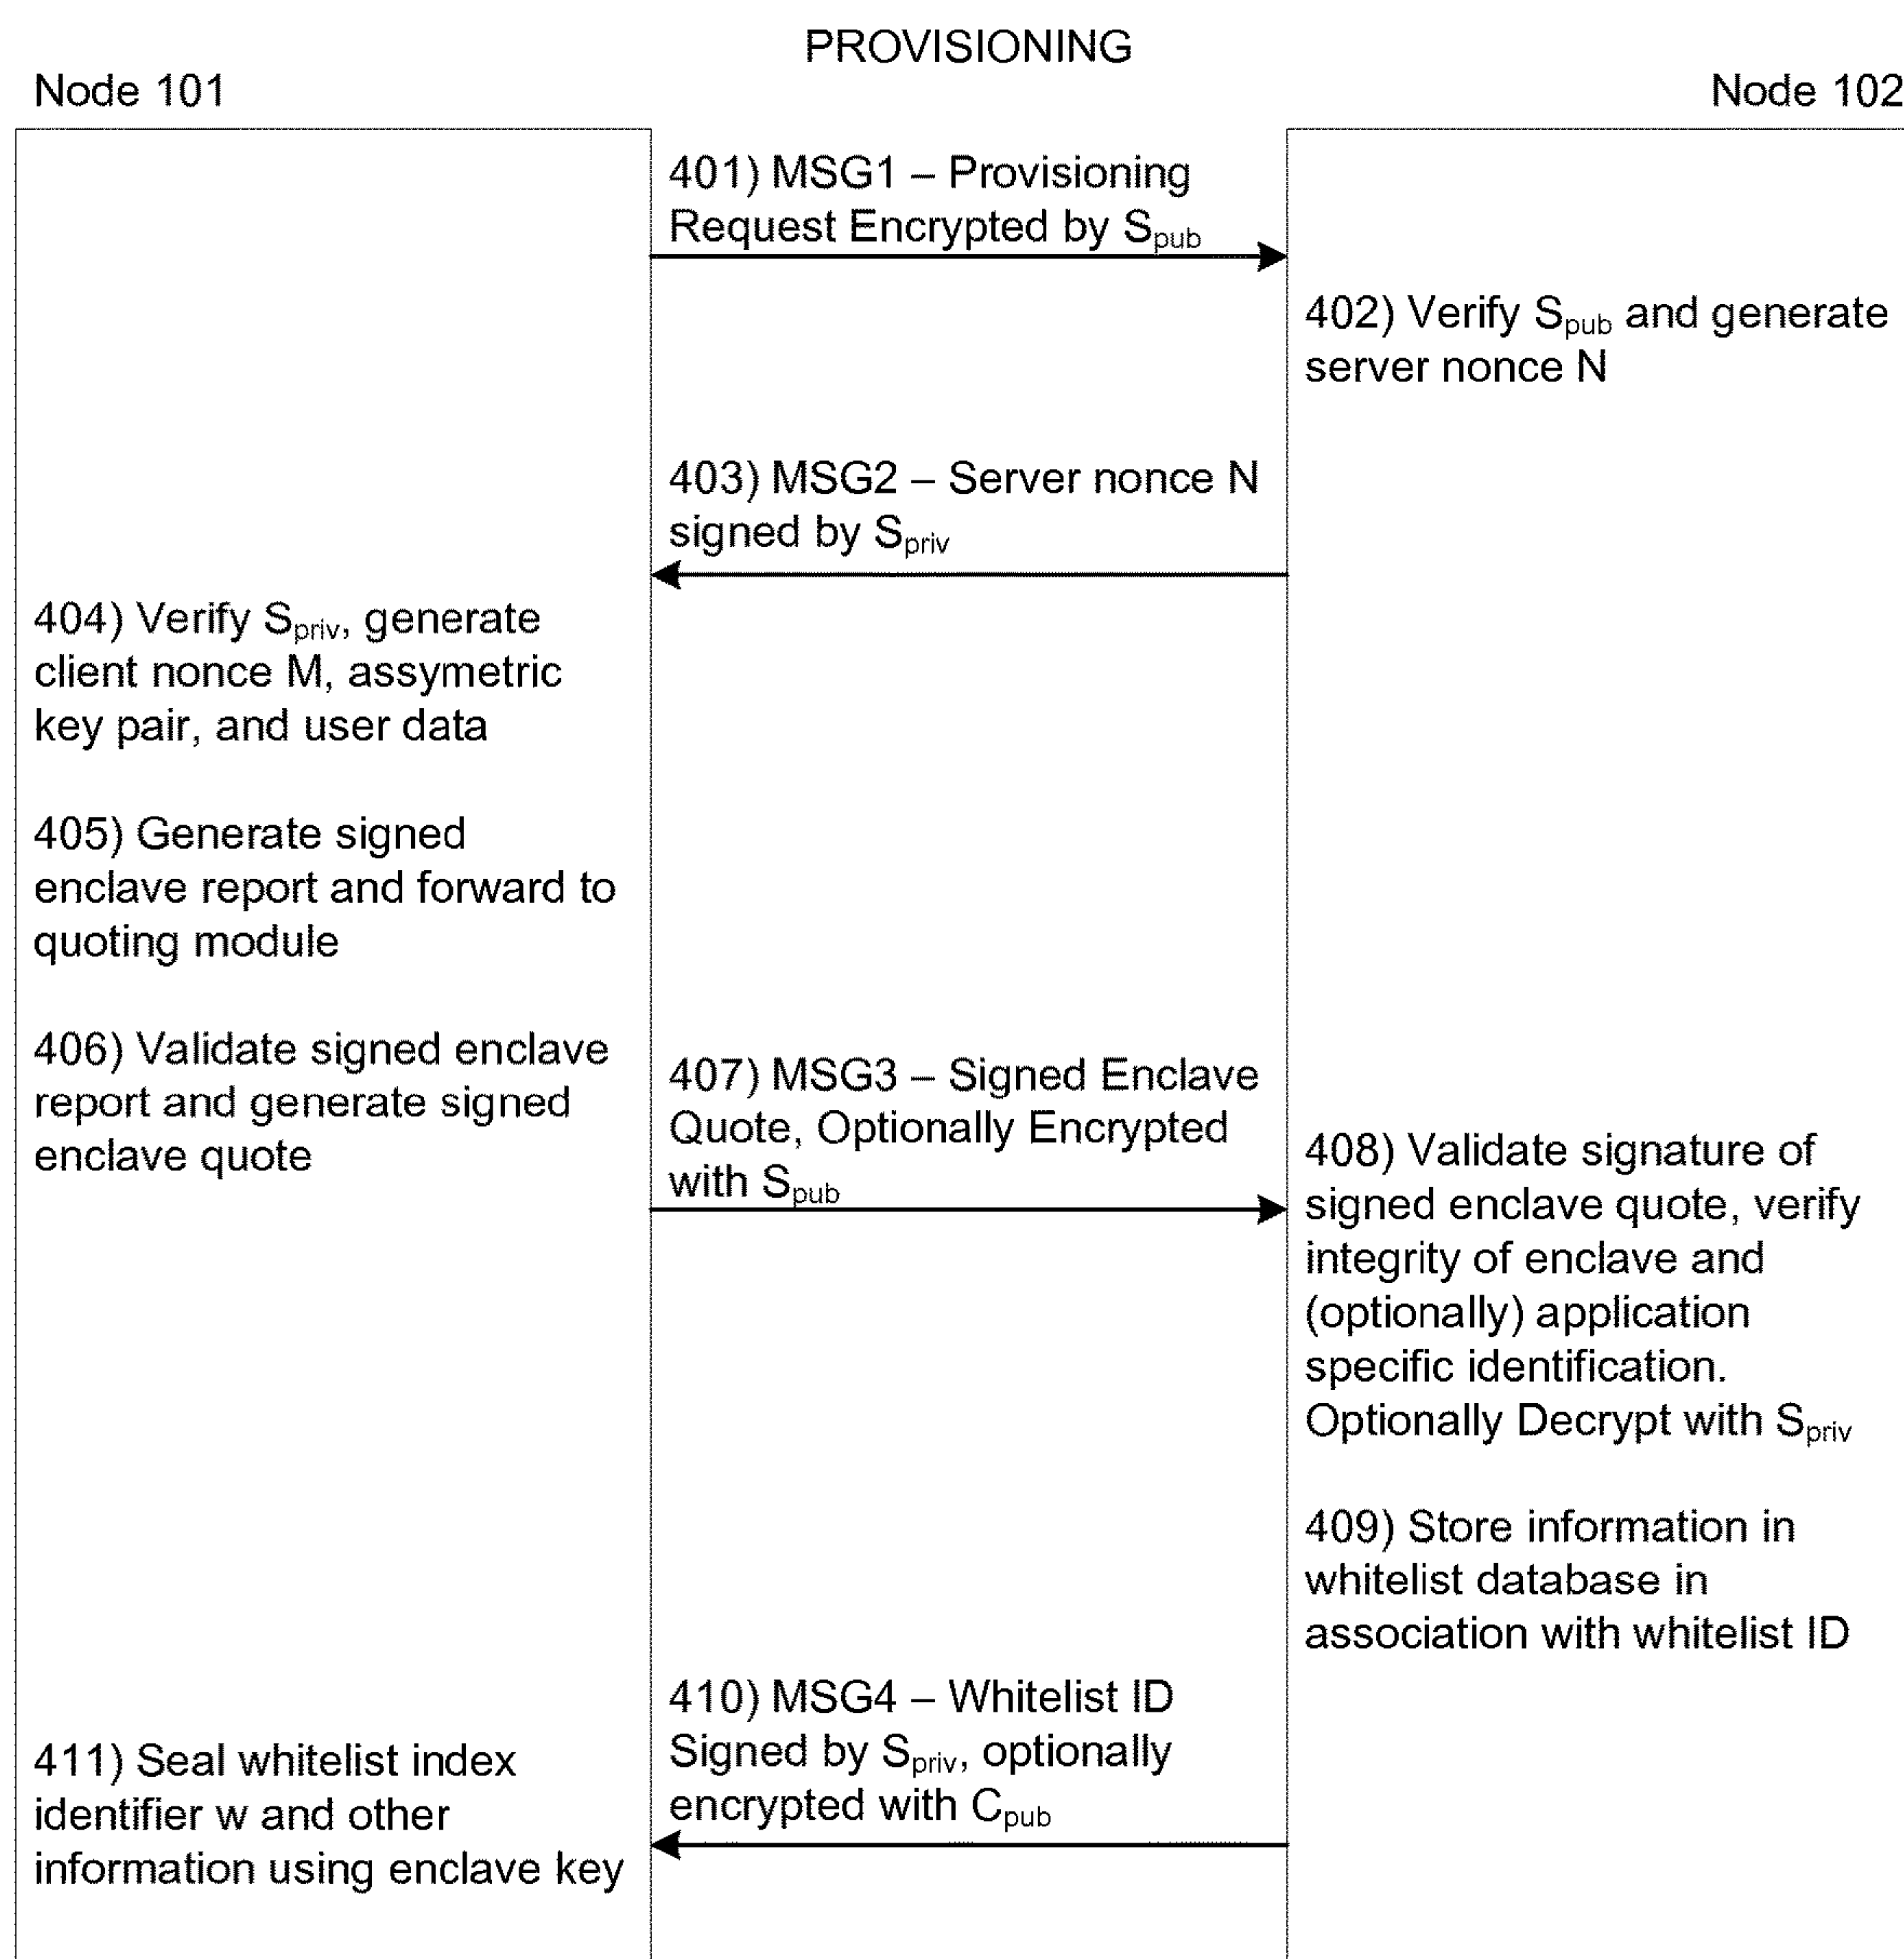 PROVISIONING
Node 101
Node 102
401) MSG1 – Provisioning
Request Encrypted by Spub
402) Verify Spub and generate
server nonce N
403) MSG2 – Server nonce N
signed by Spriv
404) Verify Spriv, generate
client nonce M, assymetric
key pair, and user data
405) Generate signed
enclave report and forward to
quoting module
406) Validate signed enclave
report and generate signed
enclave quote
407) MSG3 – Signed Enclave
Quote, Optionally Encrypted
with Spub
408) Validate signature of
signed enclave quote, verify
integrity of enclave and
(optionally) application
specific identification.
Optionally Decrypt with Spriv
409) Store information in
whitelist database in
association with whitelist ID
410) MSG4 – Whitelist ID
Signed by Spriv, optionally
encrypted with Cpub
411) Seal whitelist index
identifier w and other
information using enclave key